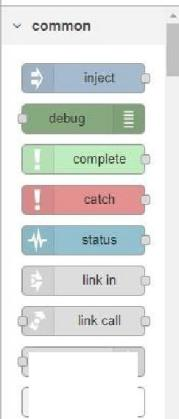 common
inject
debug
complete
catch
status
link in
link call